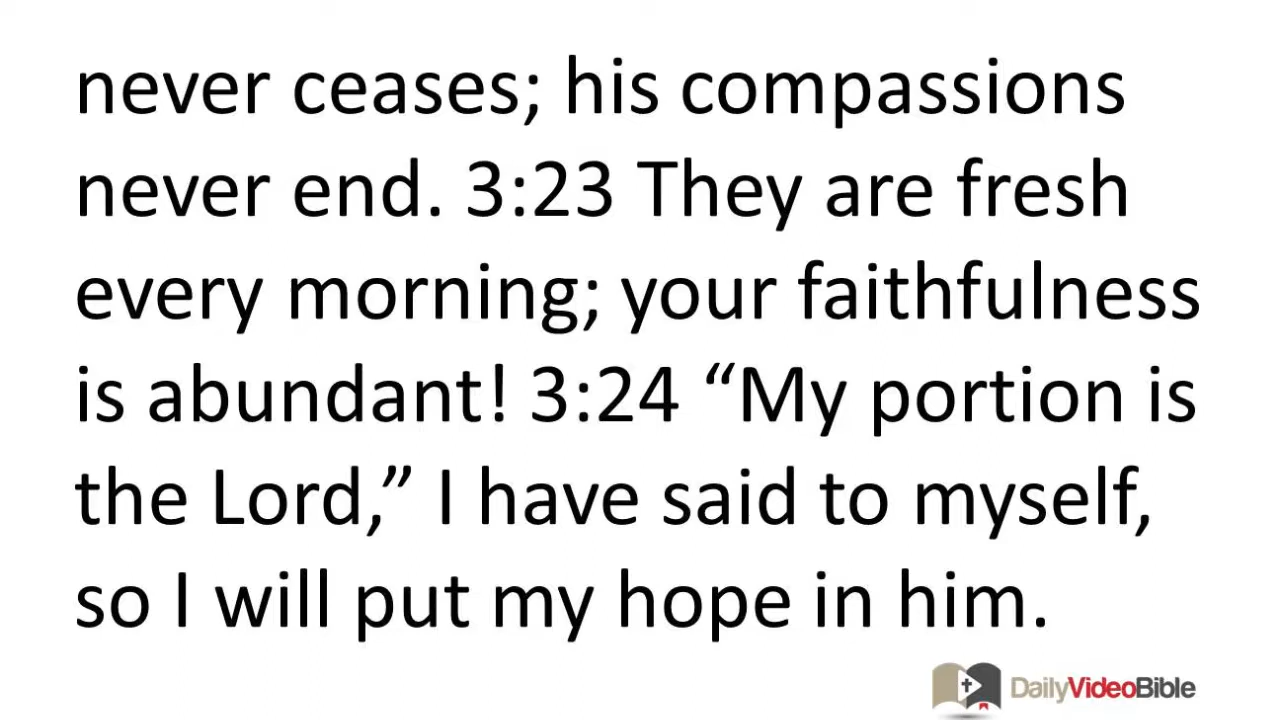 never ceases; his compassions
never end. 3:23 They are fresh
every morning; your faithfulness
is abundant! 3:24 “My portion is
the Lord,” I have said to myself,
so I will put my hope in him.
DailyVideoBible